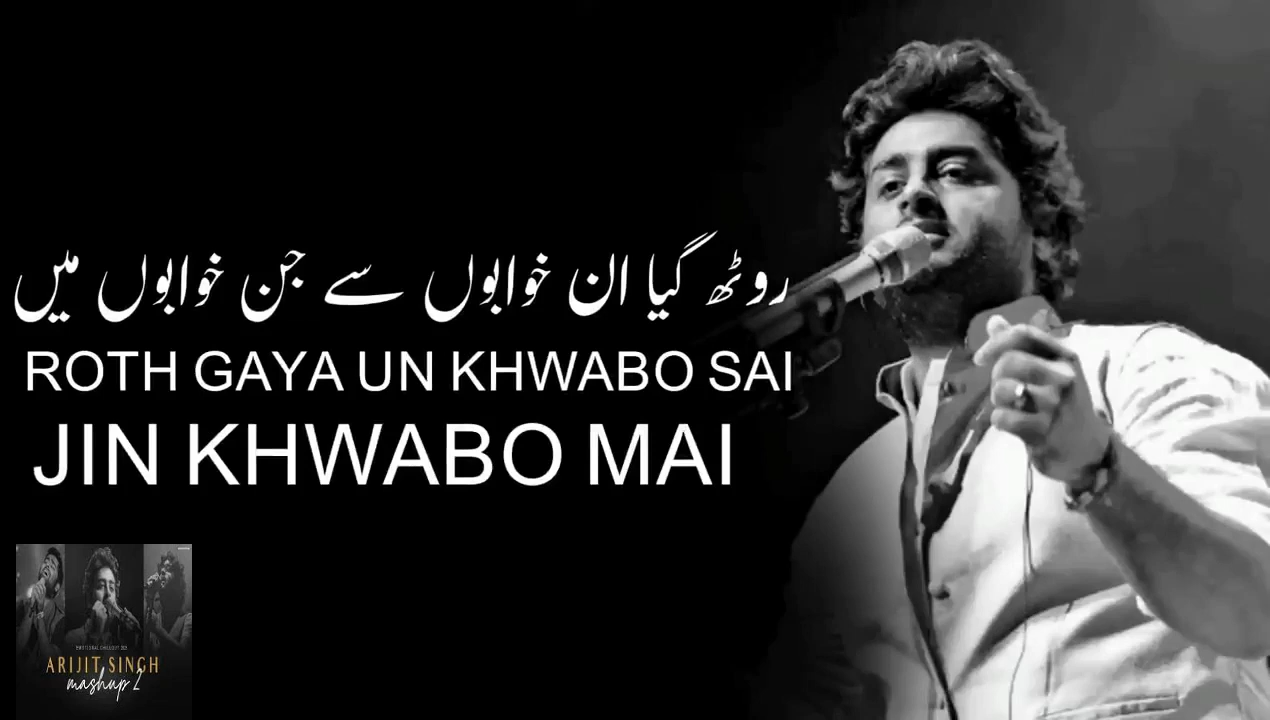 روٹھ گیا ان خوابوں سے جن خوابوں میں
ROTH GAYA UN KHWABO SAI
JIN KHWABO MAI
ARIJIT SINGH
mashup 2